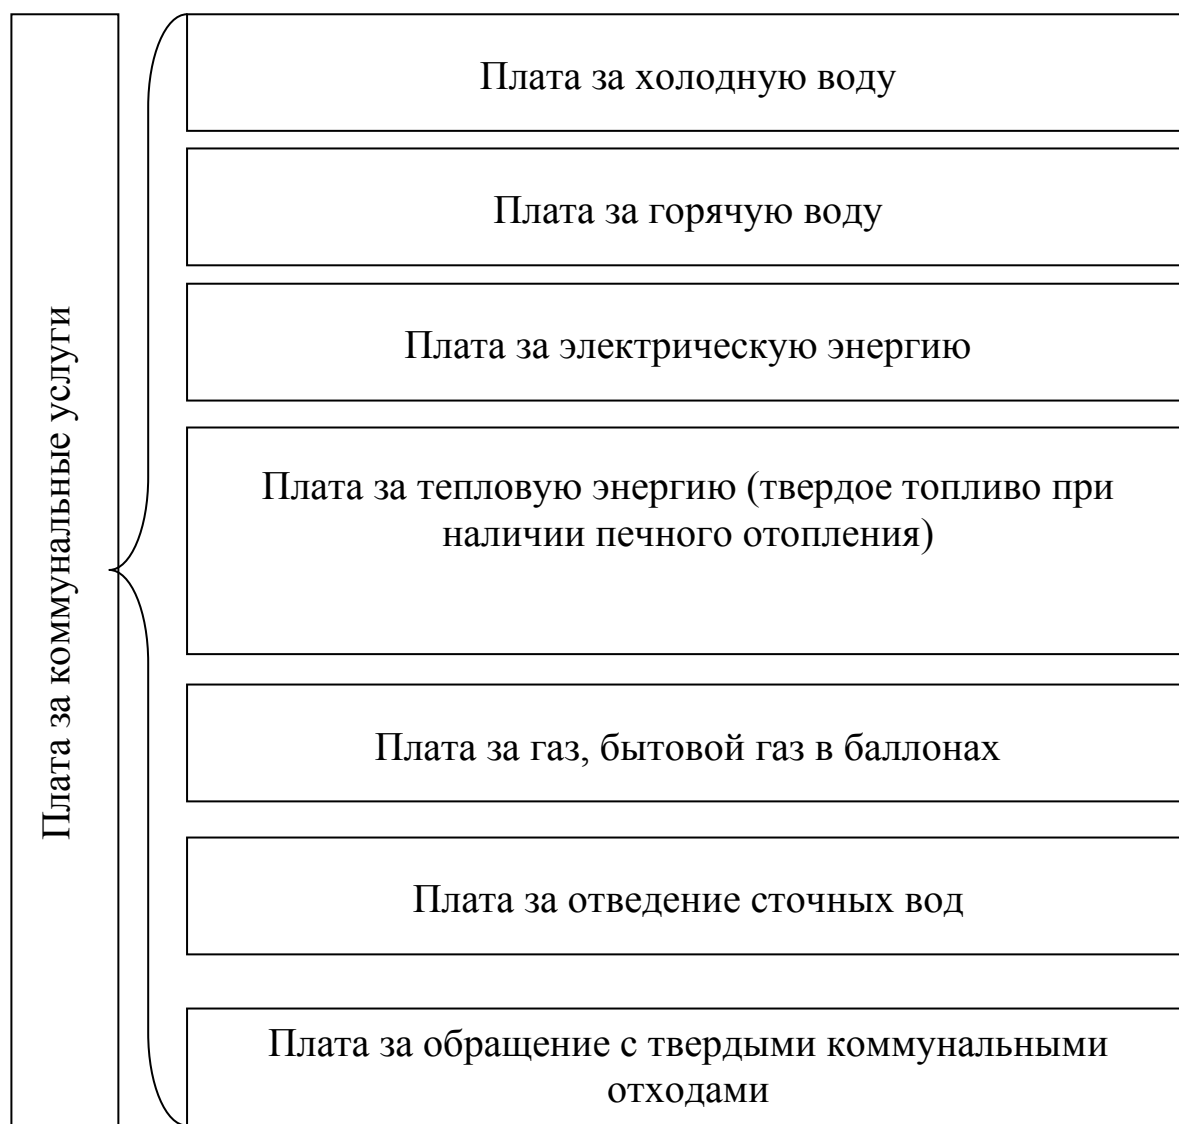 Плата за коммунальные услуги
Плата за холодную воду
Плата за горячую воду
Плата за электрическую энергию
Плата за тепловую энергию (твердое топливо при
наличии печного отопления)
Плата за газ, бытовой газ в баллонах
Плата за отведение сточных вод
Плата за обращение с твердыми коммунальными
отходами